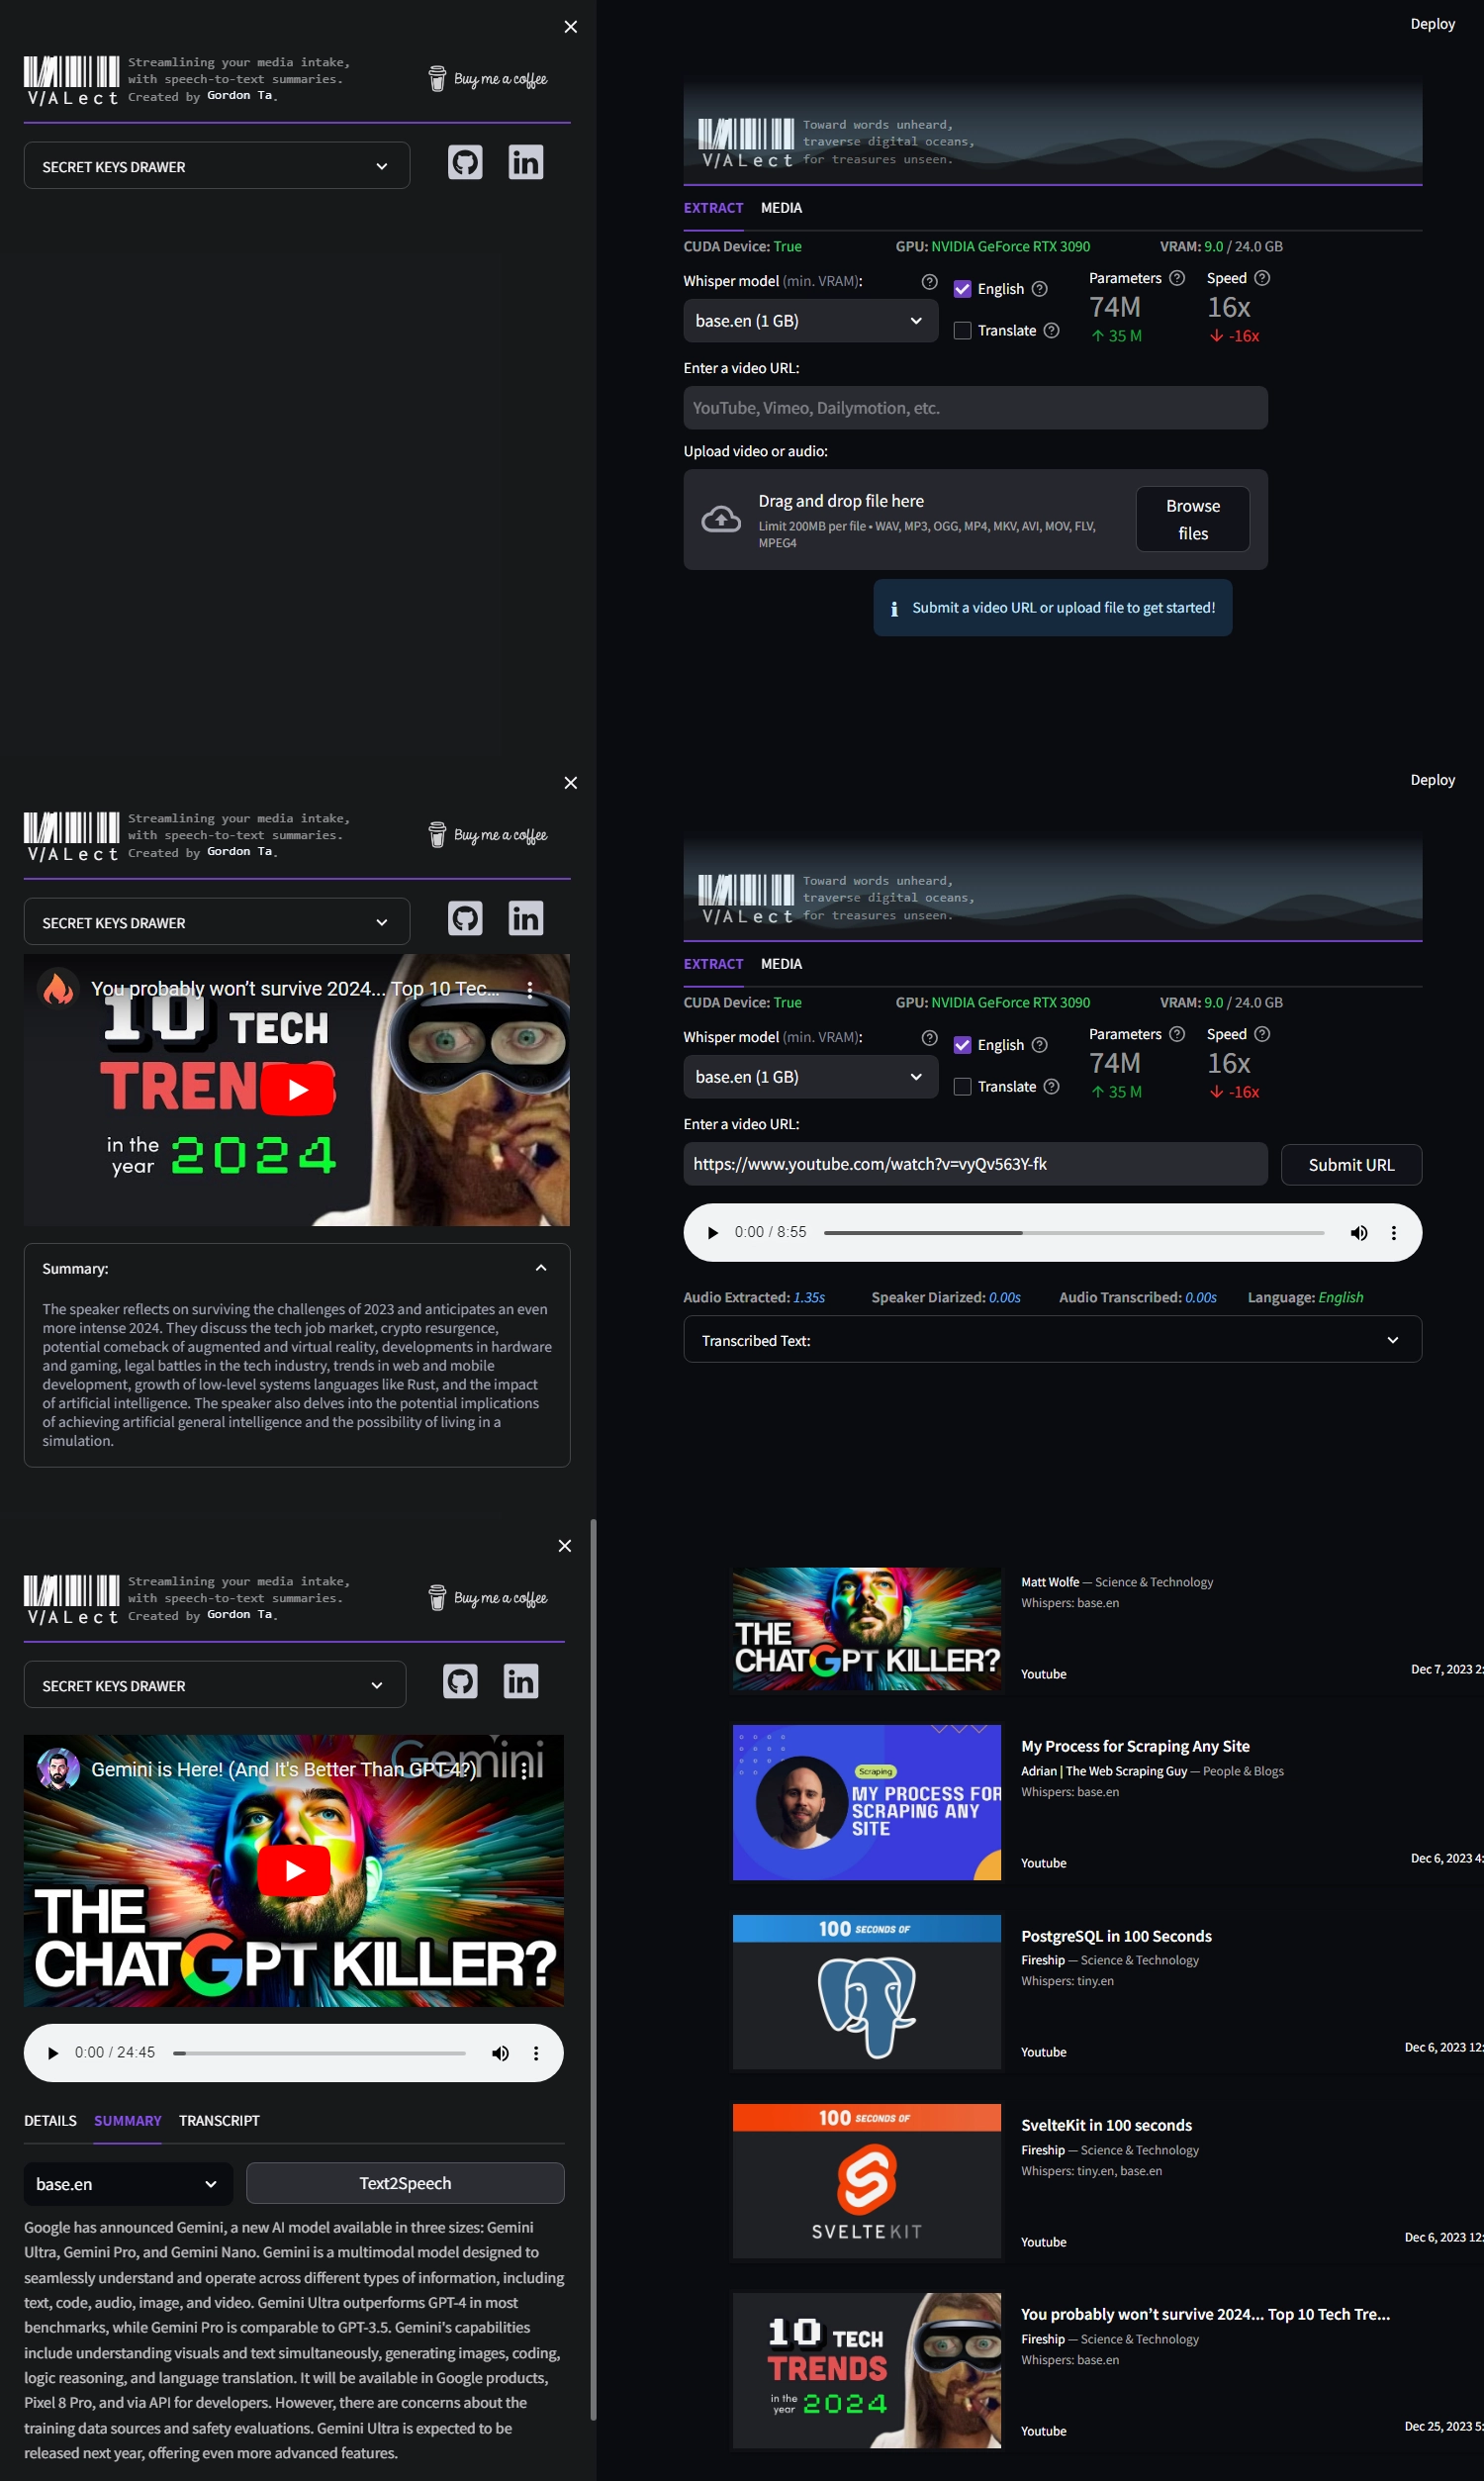 Streamlining your media intake,
with speech-to-text summaries.
Created by Gordon Ta.
V/ALect
Buy me a coffee
SECRET KEYS DRAWER
Deploy
Toward words unheard,
traverse digital oceans,
for treasures unseen.
V/ALect
EXTRACT MEDIA
CUDA Device: True GPU: NVIDIA GeForce RTX 3090 VRAM: 9.0 / 24.0 GB
Whisper model (min. VRAM):
base.en (1 GB)
English
Translate
Parameters
74M
↑ 35 M
Speed
16x
↓ -16x
Enter a video URL:
YouTube, Vimeo, Dailymotion, etc.
Upload video or audio:
Drag and drop file here
Limit 200MB per file • WAV, MP3, OGG, MP4, MKV, AVI, MOV, FLV,
MPEG4
Browse
files
Submit a video URL or upload file to get started!
Streamlining your media intake,
with speech-to-text summaries.
Created by Gordon Ta.
V/ALect
Buy me a coffee
SECRET KEYS DRAWER
You probably won’t survive 2024... Top 10 Tec...
10 TECH
TREN
in the
year 2024
Summary:
The speaker reflects on surviving the challenges of 2023 and anticipates an even
more intense 2024. They discuss the tech job market, crypto resurgence,
potential comeback of augmented and virtual reality, developments in hardware
and gaming, legal battles in the tech industry, trends in web and mobile
development, growth of low-level systems languages like Rust, and the impact
of artificial intelligence. The speaker also delves into the potential implications
of achieving artificial general intelligence and the possibility of living in a
simulation.
Deploy
Toward words unheard,
traverse digital oceans,
for treasures unseen.
V/ALect
EXTRACT MEDIA
CUDA Device: True GPU: NVIDIA GeForce RTX 3090 VRAM: 9.0 / 24.0 GB
Whisper model (min. VRAM):
base.en (1 GB)
English
Translate
Parameters
74M
↑ 35 M
Speed
16x
↓ -16x
Enter a video URL:
https://www.youtube.com/watch?v=vyQv563Y-fk
Submit URL
0:00 / 8:55
Audio Extracted: 1.35s Speaker Diarized: 0.00s Audio Transcribed: 0.00s Language: English
Transcribed Text:
Streamlining your media intake,
with speech-to-text summaries.
Created by Gordon Ta.
V/ALect
Buy me a coffee
SECRET KEYS DRAWER
Gemini
Gemini is Here! (And It's Better Than GPT-4?)
THE
CHATGPT KILLER?
0:00 / 24:45
DETAILS SUMMARY TRANSCRIPT
base.en
Text2Speech
Google has announced Gemini, a new AI model available in three sizes: Gemini
Ultra, Gemini Pro, and Gemini Nano. Gemini is a multimodal model designed to
seamlessly understand and operate across different types of information, including
text, code, audio, image, and video. Gemini Ultra outperforms GPT-4 in most
benchmarks, while Gemini Pro is comparable to GPT-3.5. Gemini's capabilities
include understanding visuals and text simultaneously, generating images, coding,
logic reasoning, and language translation. It will be available in Google products,
Pixel 8 Pro, and via API for developers. However, there are concerns about the
training data sources and safety evaluations. Gemini Ultra is expected to be
released next year, offering even more advanced features.
THE
CHATGPT KILLER?
Matt Wolfe — Science & Technology
Whispers: base.en
Youtube
Dec 7, 2023 2:
Scraping
MY PROCESS FOR
SCRAPING ANY
SITE
My Process for Scraping Any Site
Adrian | The Web Scraping Guy — People & Blogs
Whispers: base.en
Youtube
Dec 6, 2023 4:
100 SECONDS OF
PostgreSQL in 100 Seconds
Fireship — Science & Technology
Whispers: tiny.en
Youtube
Dec 6, 2023 12:
100 SECONDS OF
SVELTEKIT
SvelteKit in 100 seconds
Fireship — Science & Technology
Whispers: tiny.en, base.en
Youtube
Dec 6, 2023 12:
10 TECH
TRENDS
in the
year 2024
You probably won’t survive 2024... Top 10 Tech Tre...
Fireship — Science & Technology
Whispers: base.en
Youtube
Dec 25, 2023 5: